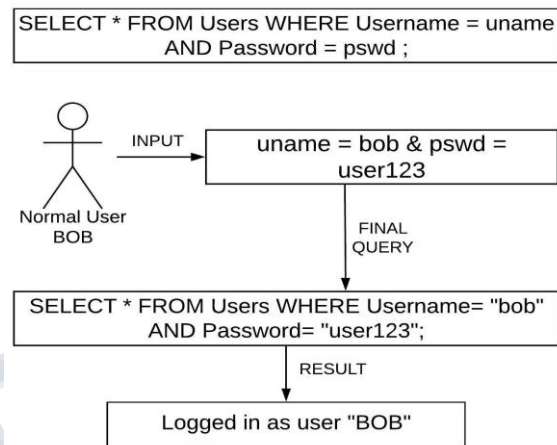 SELECT * FROM Users WHERE Username = uname
AND Password = pswd ;
INPUT
uname = bob & pswd =
user123
Normal User
BOB
FINAL
QUERY
SELECT * FROM Users WHERE Username= "bob"
AND Password= "user123";
RESULT
Logged in as user "BOB"